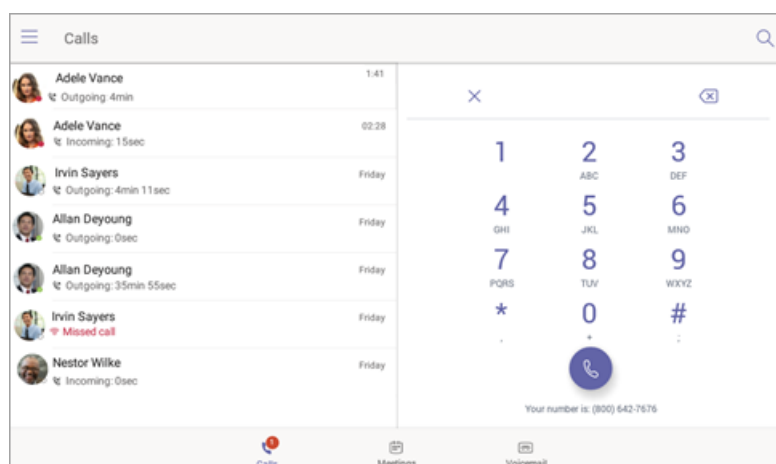 Calls
Adele Vance 1:41
Outgoing: 4min
Adele Vance 02:28
Incoming: 15sec
Irvin Sayers Friday
Outgoing: 4min 11sec
Allan Deyoung Friday
Outgoing: 0sec
Allan Deyoung Friday
Outgoing: 35min 55sec
Irvin Sayers Friday
Missed call
Nestor Wilke Friday
Incoming: 0sec
1 2 3
ABC DEF
4 5 6
GHI JKL MNO
7 8 9
PQRS TUV WXYZ
* 0 #
, + ;
Your number is: (800) 642-7676
1
Calls Meetings Voicemail